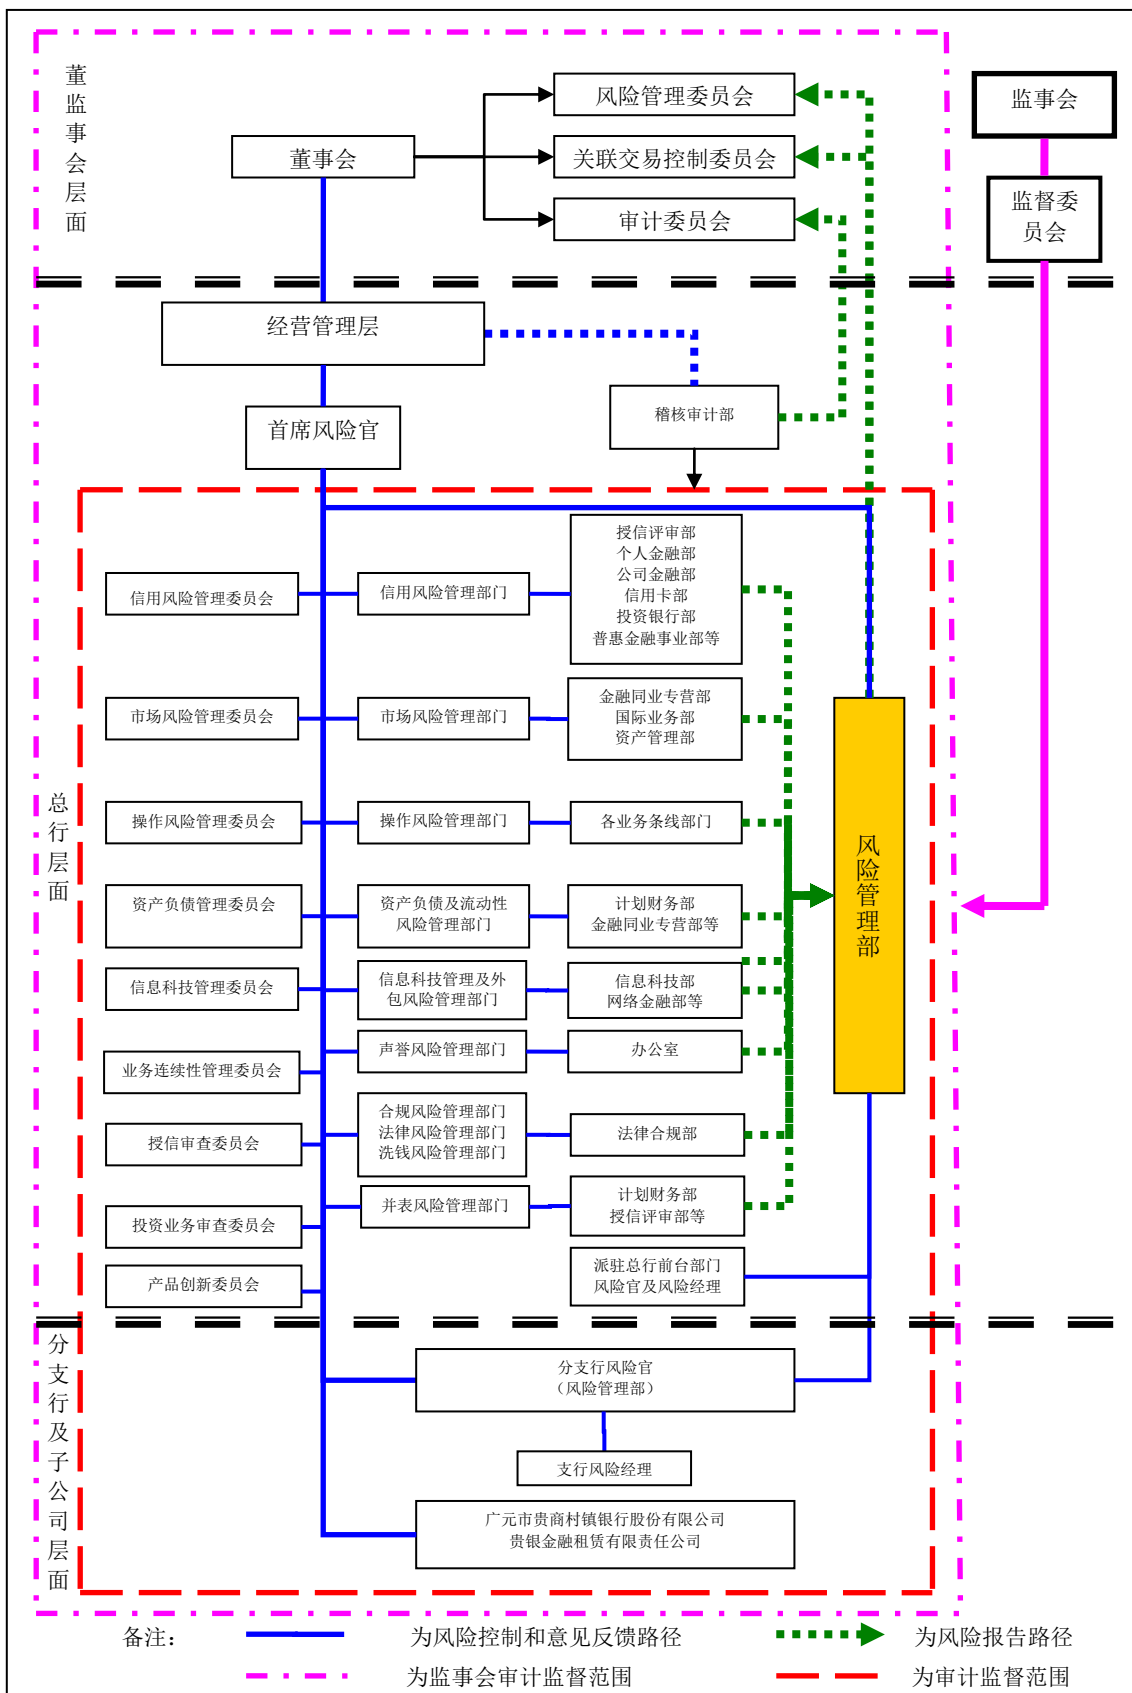 董监事会层面
风险管理委员会
监事会
董事会
关联交易控制委员会
监督委
员会
审计委员会
经营管理层
稽核审计部
首席风险官
总行层面
信用风险管理委员会
信用风险管理部门
授信评审部
个人金融部
公司金融部
信用卡部
投资银行部
普惠金融事业部等
市场风险管理委员会
市场风险管理部门
金融同业专营部
国际业务部
资产管理部
风险管理部
操作风险管理委员会
操作风险管理部门
各业务条线部门
资产负债管理委员会
资产负债及流动性
风险管理部门
计划财务部
金融同业专营部等
信息科技管理委员会
信息科技管理及外
包风险管理部门
信息科技部
网络金融部等
声誉风险管理部门
办公室
业务连续性管理委员会
合规风险管理部门
法律风险管理部门
洗钱风险管理部门
法律合规部
授信审查委员会
并表风险管理部门
计划财务部
授信评审部等
投资业务审查委员会
派驻总行前台部门
风险官及风险经理
产品创新委员会
分支行及子公司层面
分支行风险官
（风险管理部）
支行风险经理
广元市贵商村镇银行股份有限公司
贵银金融租赁有限责任公司
备注：
为风险控制和意见反馈路径
为风险报告路径
为监事会审计监督范围
为审计监督范围